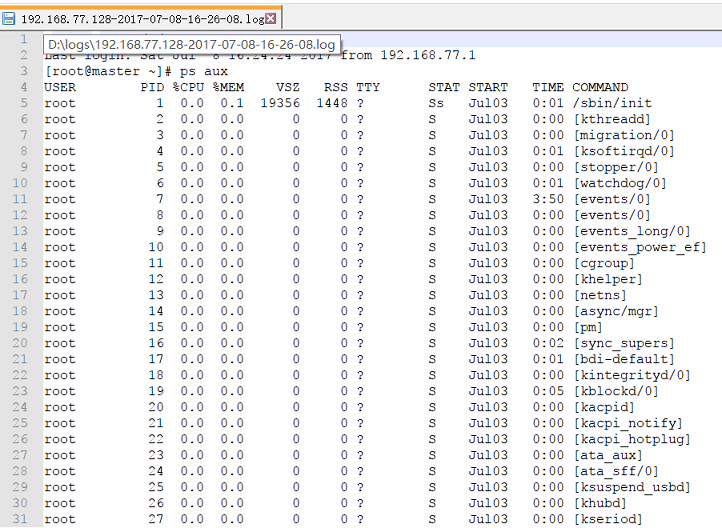 192.168.77.128-2017-07-08-16-26-08.log
1
D:\logs\192.168.77.128-2017-07-08-16-26-08.log
2 Last login: Sat Jul  8 16:24:24 2017 from 192.168.77.1
3 [root@master ~]# ps aux
4 USER       PID %CPU %MEM    VSZ   RSS TTY      STAT START   TIME COMMAND
5 root         1  0.0  0.1  19356  1448 ?        Ss   Jul03   0:01 /sbin/init
6 root         2  0.0  0.0      0     0 ?        S    Jul03   0:00 [kthreadd]
7 root         3  0.0  0.0      0     0 ?        S    Jul03   0:00 [migration/0]
8 root         4  0.0  0.0      0     0 ?        S    Jul03   0:01 [ksoftirqd/0]
9 root         5  0.0  0.0      0     0 ?        S    Jul03   0:00 [stopper/0]
10 root         6  0.0  0.0      0     0 ?        S    Jul03   0:01 [watchdog/0]
11 root         7  0.0  0.0      0     0 ?        S    Jul03   3:50 [events/0]
12 root         8  0.0  0.0      0     0 ?        S    Jul03   0:00 [events/0]
13 root         9  0.0  0.0      0     0 ?        S    Jul03   0:00 [events_long/0]
14 root        10  0.0  0.0      0     0 ?        S    Jul03   0:00 [events_power_ef]
15 root        11  0.0  0.0      0     0 ?        S    Jul03   0:00 [cgroup]
16 root        12  0.0  0.0      0     0 ?        S    Jul03   0:00 [khelper]
17 root        13  0.0  0.0      0     0 ?        S    Jul03   0:00 [netns]
18 root        14  0.0  0.0      0     0 ?        S    Jul03   0:00 [async/mgr]
19 root        15  0.0  0.0      0     0 ?        S    Jul03   0:00 [pm]
20 root        16  0.0  0.0      0     0 ?        S    Jul03   0:02 [sync_supers]
21 root        17  0.0  0.0      0     0 ?        S    Jul03   0:01 [bdi-default]
22 root        18  0.0  0.0      0     0 ?        S    Jul03   0:00 [kintegrityd/0]
23 root        19  0.0  0.0      0     0 ?        S    Jul03   0:05 [kblockd/0]
24 root        20  0.0  0.0      0     0 ?        S    Jul03   0:00 [kacpid]
25 root        21  0.0  0.0      0     0 ?        S    Jul03   0:00 [kacpi_notify]
26 root        22  0.0  0.0      0     0 ?        S    Jul03   0:00 [kacpi_hotplug]
27 root        23  0.0  0.0      0     0 ?        S    Jul03   0:00 [ata_aux]
28 root        24  0.0  0.0      0     0 ?        S    Jul03   0:00 [ata_sff/0]
29 root        25  0.0  0.0      0     0 ?        S    Jul03   0:00 [ksuspend_usbd]
30 root        26  0.0  0.0      0     0 ?        S    Jul03   0:00 [khubd]
31 root        27  0.0  0.0      0     0 ?        S    Jul03   0:00 [kseriod]